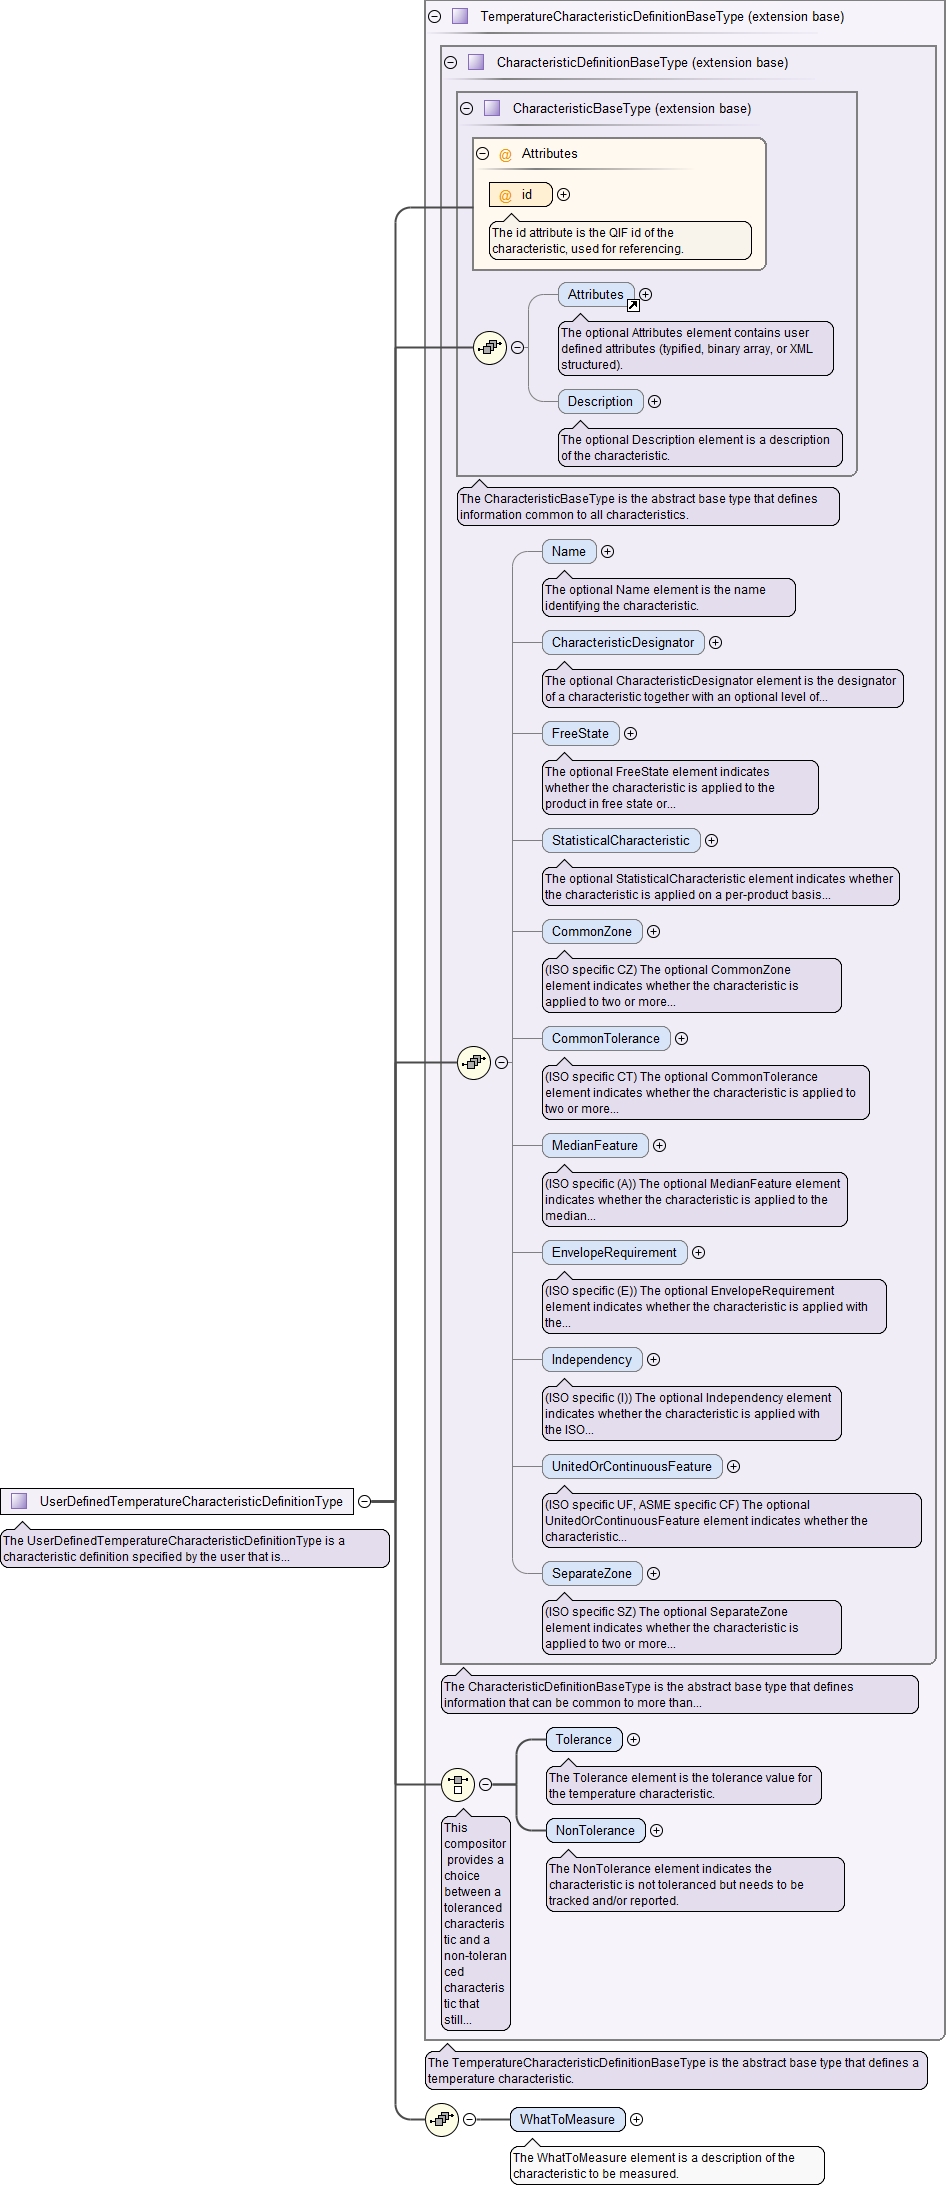 TemperatureCharacteristicDefinitionBaseType (extension base)
CharacteristicDefinitionBaseType (extension base)
CharacteristicBaseType (extension base)
@ Attributes
@ id
The id attribute is the QIF id of the
characteristic, used for referencing.
Attributes
The optional Attributes element contains user
defined attributes (typified, binary array, or XML
structured).
Description
The optional Description element is a description
of the characteristic.
The CharacteristicBaseType is the abstract base type that defines
information common to all characteristics.
Name
The optional Name element is the name
identifying the characteristic.
CharacteristicDesignator
The optional CharacteristicDesignator element is the designator
of a characteristic together with an optional level of...
FreeState
The optional FreeState element indicates
whether the characteristic is applied to the
product in free state or...
StatisticalCharacteristic
The optional StatisticalCharacteristic element indicates whether
the characteristic is applied on a per-product basis...
CommonZone
(ISO specific CZ) The optional CommonZone
element indicates whether the characteristic is
applied to two or more...
CommonTolerance
(ISO specific CT) The optional CommonTolerance
element indicates whether the characteristic is applied to
two or more...
MedianFeature
(ISO specific (A)) The optional MedianFeature element
indicates whether the characteristic is applied to the
median...
EnvelopeRequirement
(ISO specific (E)) The optional EnvelopeRequirement
element indicates whether the characteristic is applied with
the...
Independency
(ISO specific (I)) The optional Independency element
indicates whether the characteristic is applied with
the ISO...
UnitedOrContinuousFeature
(ISO specific UF, ASME specific CF) The optional
UnitedOrContinuousFeature element indicates whether the
characteristic...
UserDefinedTemperatureCharacteristicDefinitionType
The UserDefinedTemperatureCharacteristicDefinitionType is a
characteristic definition specified by the user that is...
SeparateZone
(ISO specific SZ) The optional SeparateZone
element indicates whether the characteristic is
applied to two or more...
The CharacteristicDefinitionBaseType is the abstract base type that defines
information that can be common to more than...
Tolerance
The Tolerance element is the tolerance value for
the temperature characteristic.
NonTolerance
The NonTolerance element indicates the
characteristic is not toleranced but needs to be
tracked and/or reported.
This
compositor
provides a
choice
between a
toleranced
characteris
tic and a
non-toleran
ced
characteris
tic that
still...
The TemperatureCharacteristicDefinitionBaseType is the abstract base type that defines a
temperature characteristic.
WhatToMeasure
The WhatToMeasure element is a description of the
characteristic to be measured.